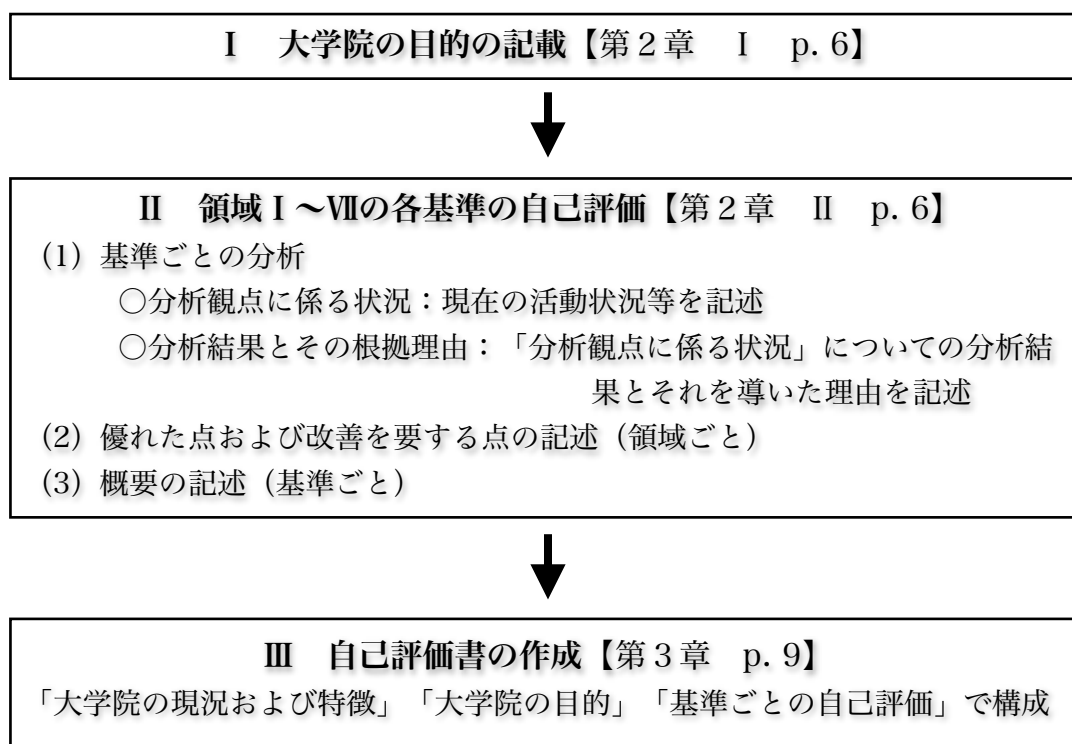 Ⅰ　大学院の目的の記載【第２章　Ⅰ　p. 6】
Ⅱ　領域Ⅰ～Ⅶの各基準の自己評価【第２章　Ⅱ　p. 6】
(1) 基準ごとの分析
○分析観点に係る状況：現在の活動状況等を記述
○分析結果とその根拠理由：「分析観点に係る状況」についての分析結
果とそれを導いた理由を記述
(2) 優れた点および改善を要する点の記述（領域ごと）
(3) 概要の記述（基準ごと）
Ⅲ　自己評価書の作成【第３章　p. 9】
「大学院の現況および特徴」「大学院の目的」「基準ごとの自己評価」で構成